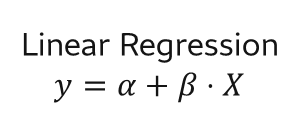 Linear Regression
y = α + β · X